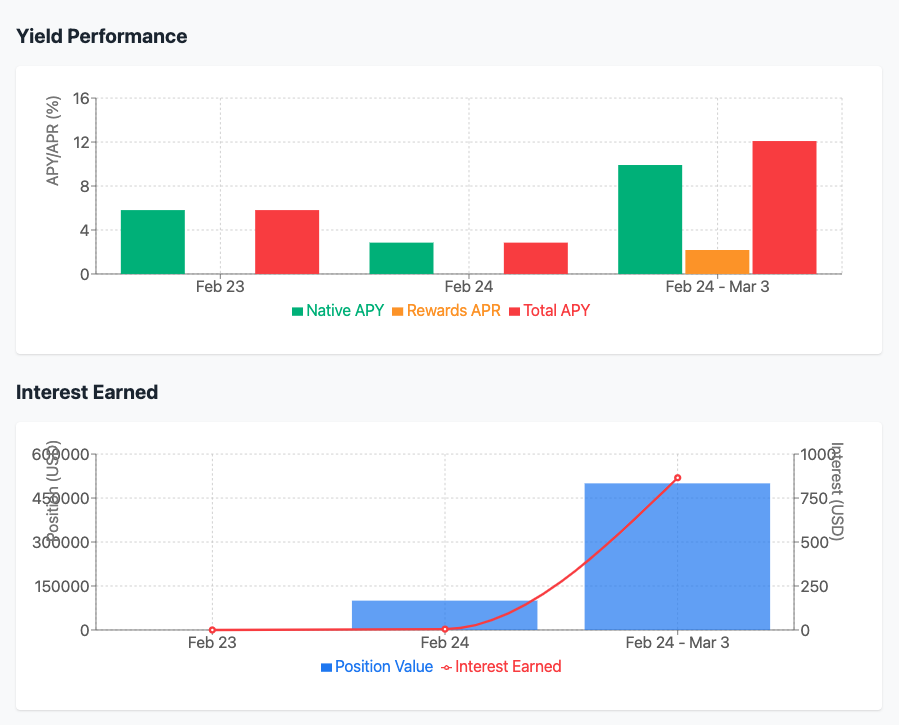 Yield Performance
APY/APR (%)
16
12
8
4
0
Feb 23 Feb 24 Feb 24 - Mar 3
Native APY Rewards APR Total APY
Interest Earned
Position (USD)
600000
450000
300000
150000
0
Interest (USD)
1000
750
500
250
0
Feb 23 Feb 24 Feb 24 - Mar 3
Position Value Interest Earned